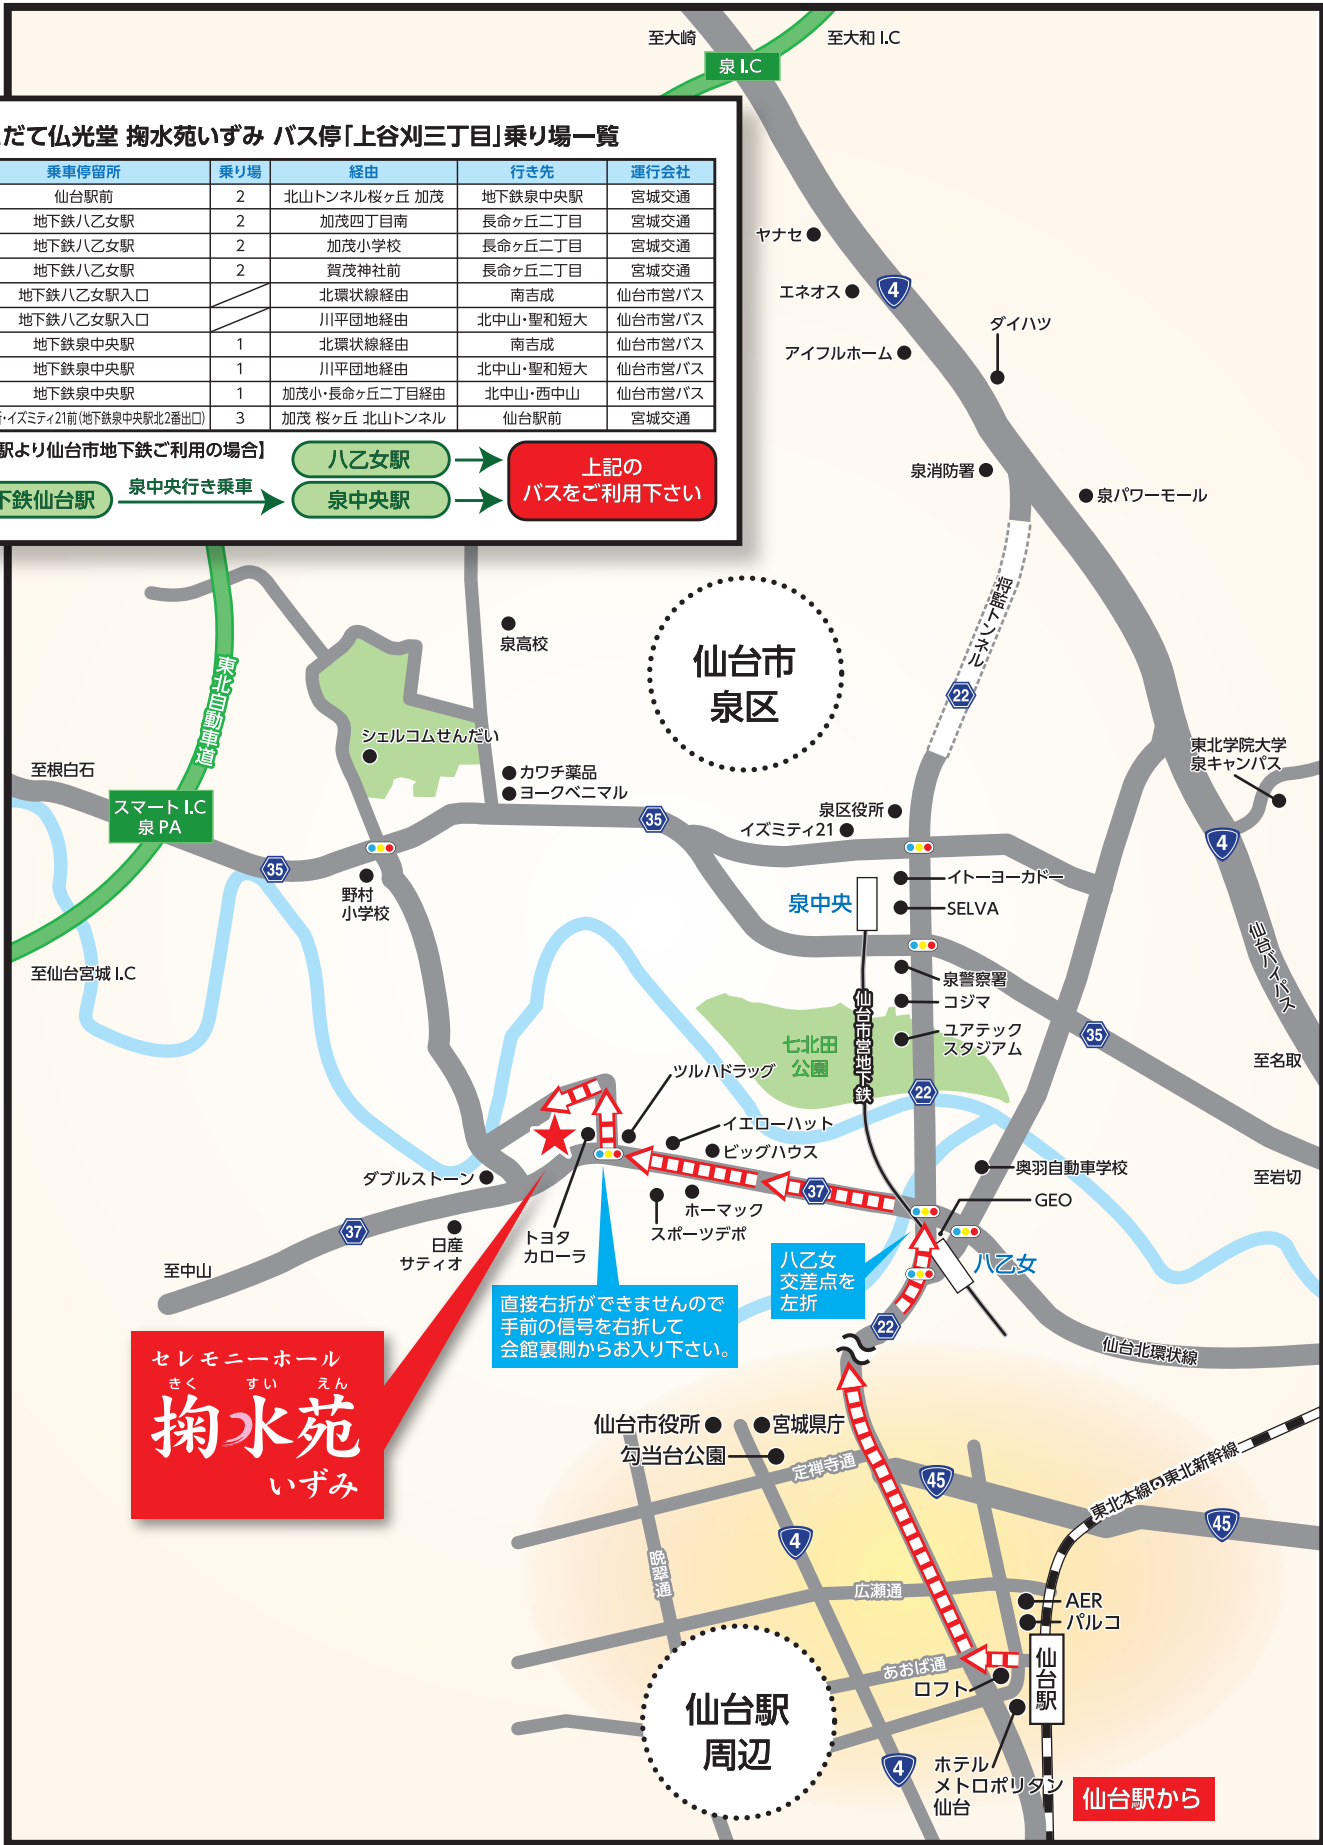 至大崎
至大和 I.C
泉 I.C
だて仏光堂 掬水苑いずみ バス停「上谷刈三丁目」乗り場一覧
乗車停留所 乗り場 経由 行き先 運行会社
仙台駅前 2 北山トンネル桜ヶ丘 加茂 地下鉄泉中央駅 宮城交通
地下鉄八乙女駅 2 加茂四丁目南 長命ヶ丘二丁目 宮城交通
地下鉄八乙女駅 2 加茂小学校 長命ヶ丘二丁目 宮城交通
地下鉄八乙女駅 2 賀茂神社前 長命ヶ丘二丁目 宮城交通
地下鉄八乙女駅入口 北環状線経由 南吉成 仙台市営バス
地下鉄八乙女駅入口 川平団地経由 北中山・聖和短大 仙台市営バス
地下鉄泉中央駅 1 北環状線経由 南吉成 仙台市営バス
地下鉄泉中央駅 1 川平団地経由 北中山・聖和短大 仙台市営バス
地下鉄泉中央駅 1 加茂小・長命ヶ丘二丁目経由 北中山・西中山 仙台市営バス
・イズミティ21前(地下鉄泉中央駅北2番出口) 3 加茂 桜ヶ丘 北山トンネル 仙台駅前 宮城交通
駅より仙台市地下鉄ご利用の場合】
下鉄仙台駅
泉中央行き乗車
八乙女駅
泉中央駅
上記の
バスをご利用下さい
ヤナセ
エネオス
4
アイフルホーム
ダイハツ
泉消防署
泉パワーモール
将監トンネル
22
泉高校
仙台市
泉区
東北自動車道
シェルコムせんだい
至根白石
スマート I.C
泉 PA
カワチ薬品
ヨークベニマル
35
35
泉区役所
イズミティ21
東北学院大学
泉キャンパス
4
野村
小学校
泉中央
イトーヨーカドー
SELVA
仙台バイパス
至仙台宮城 I.C
泉警察署
コジマ
ユアテック
スタジアム
仙台市営地下鉄
七北田
公園
35
22
至名取
ツルハドラッグ
イエローハット
ビッグハウス
ダブルストーン
37
ホーマック
スポーツデポ
奥羽自動車学校
GEO
至岩切
37
日産
サティオ
トヨタ
カローラ
至中山
八乙女
交差点を
左折
八乙女
直接右折ができませんので
手前の信号を右折して
会館裏側からお入り下さい。
22
仙台北環状線
セレモニーホール
きく すい えん
掬水苑
いずみ
仙台市役所
宮城県庁
勾当台公園
定禅寺通
45
東北本線・東北新幹線
45
4
晩翠通
広瀬通
AER
パルコ
仙台駅
あおば通
ロフト
仙台駅
周辺
4
ホテル
メトロポリタン
仙台
仙台駅から